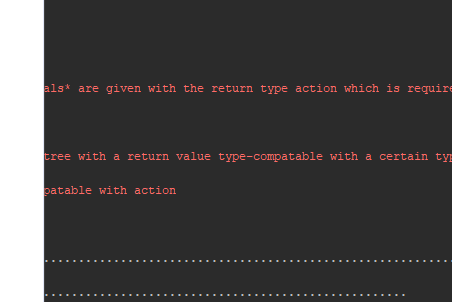 als* are given with the return type action which is require
tree with a return value type-compatable with a certain typ
patable with action